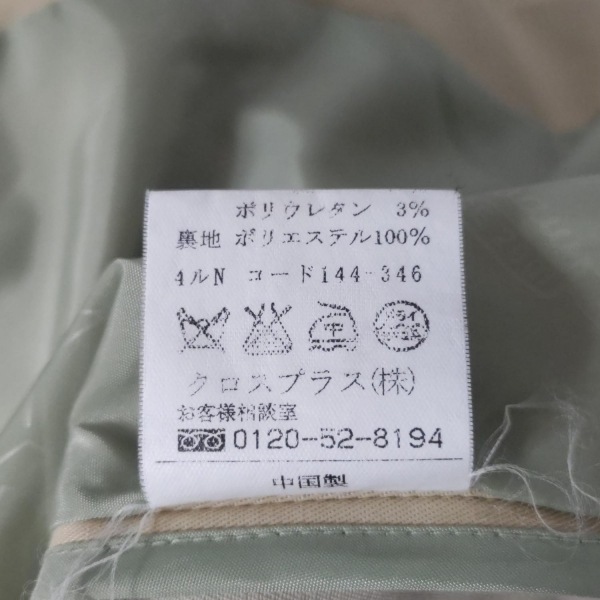 ポリウレタン 3%
裏地 ポリエステル100%
4ルN コード144-346
クロスプラス(株)
お客様相談室
0120-52-8194
中国製